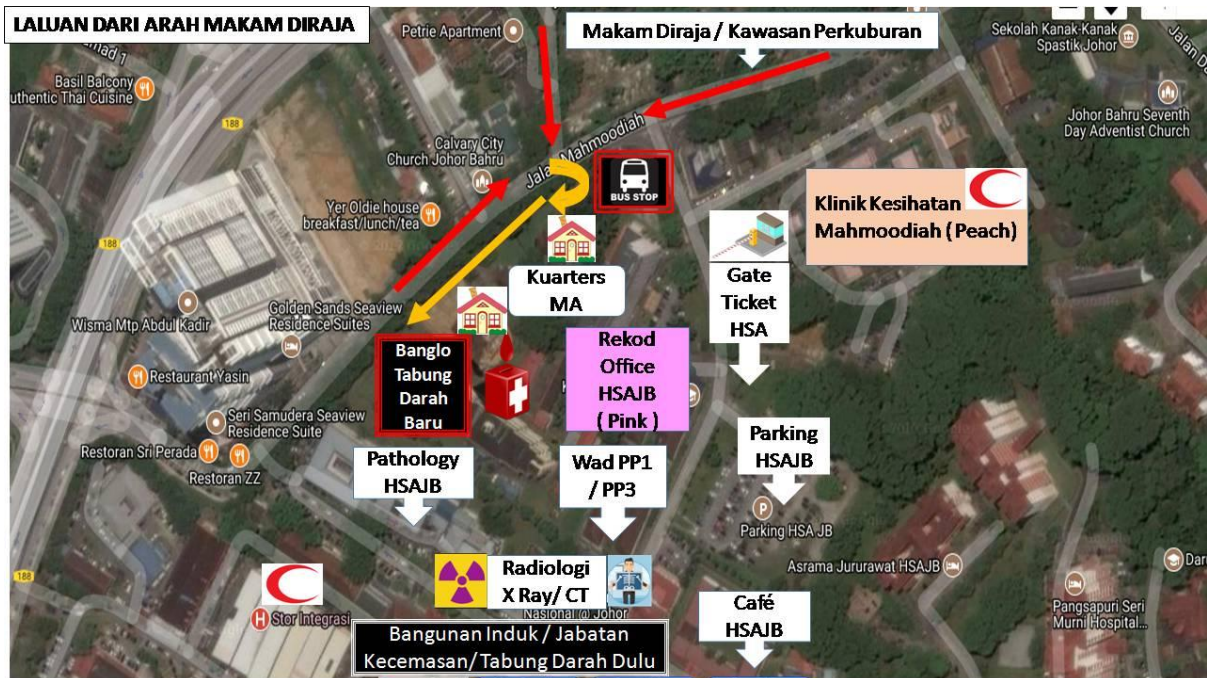 LALUAN DARI ARAH MAKAM DIRAJA
Petrie Apartment
Makam Diraja / Kawasan Perkuburan
Sekolah Kanak-Kanak
Spastik Johor
Basil Balcony
uthentic Thai Cuisine
188
Calvary City
Church Johor Bahru
Jalan Mahmoodiah
BUS STOP
Johor Bahru Seventh
Day Adventist Church
Yer Oldie house
breakfast/lunch/tea
Klinik Kesihatan
Mahmoodiah ( Peach)
188
Kuarters
MA
Gate
Ticket
HSA
Wisma Mtp Abdul Kadir
Golden Sands Seaview
Residence Suites
Banglo
Tabung
Darah
Baru
Rekod
Office
HSAJB
( Pink )
Restaurant Yasin
Seri Samudera Seaview
Residence Suite
Restoran Sri Perada
Restoran ZZ
Pathology
HSAJB
Wad PP1
/ PP3
Parking
HSAJB
P
Parking HSA JB
Asrama Jururawat HSAJB
188
Radiologi
X Ray/ CT
Nasional @ Johor
H
Stor Integrasi
Café
HSAJB
Pangsapuri Seri
Murni Hospital...
Bangunan Induk / Jabatan
Kecemasan/ Tabung Darah Dulu